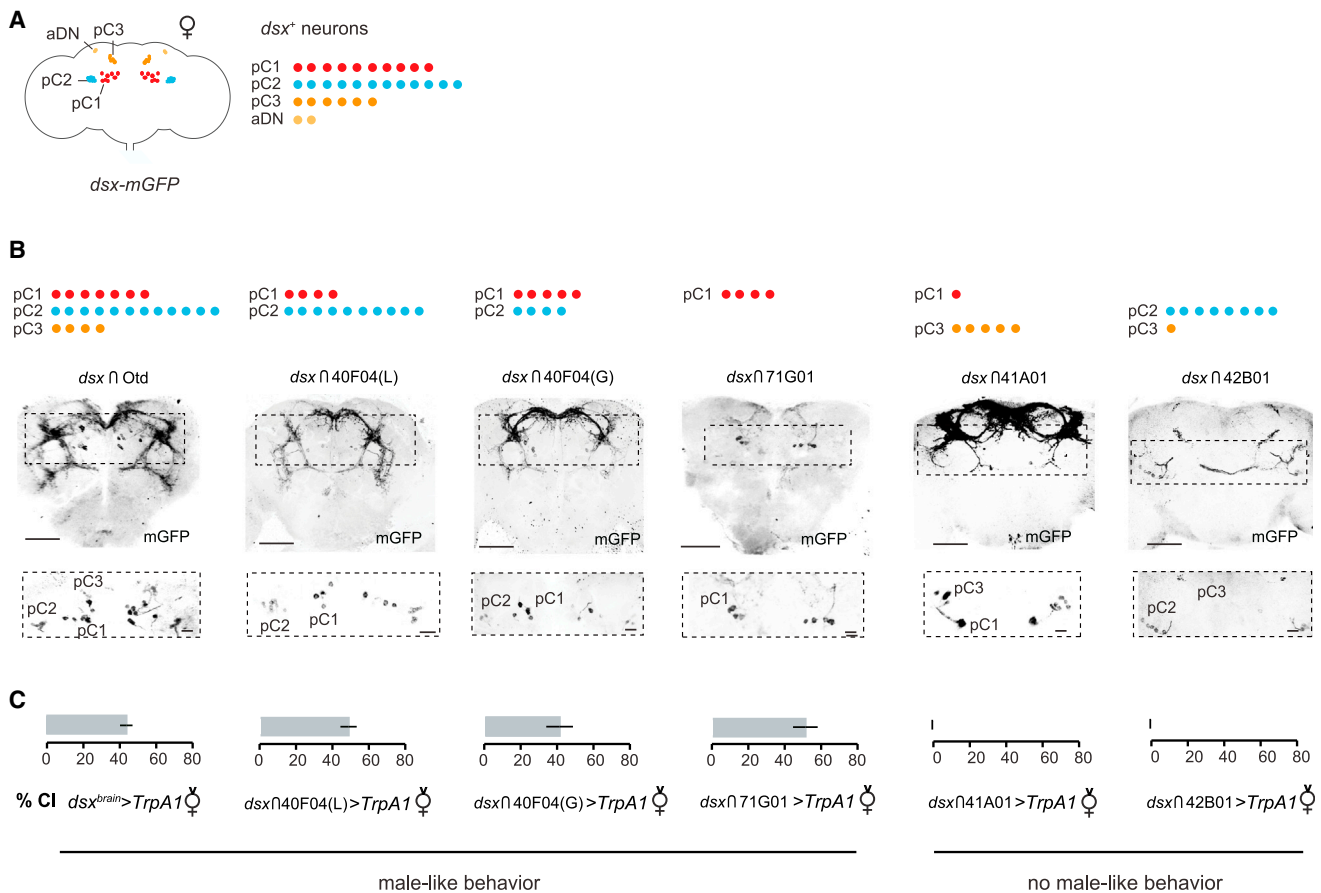 A
aDN
pC3
♀
dsx+ neurons
pC2
pC1
pC1
pC2
pC3
aDN
dsx-mGFP
B
pC1
pC2
pC3
pC1
pC2
pC1
pC2
pC1
pC1
pC3
pC2
pC3
dsx ∩ Otd
dsx ∩ 40F04(L)
dsx ∩ 40F04(G)
dsx ∩ 71G01
dsx ∩ 41A01
dsx ∩ 42B01
mGFP
mGFP
mGFP
mGFP
mGFP
mGFP
pC3
pC2
pC1
pC2
pC1
pC2
pC1
pC1
pC3
pC1
pC2
pC3
C
0 20 40 60 80
0 20 40 60 80
0 20 40 60 80
0 20 40 60 80
0 20 40 60 80
0 20 40 60 80
% CI
dsxbrain>TrpA1 ♀
dsx∩40F04(L)>TrpA1 ♀
dsx∩40F04(G)>TrpA1 ♀
dsx∩71G01>TrpA1 ♀
dsx∩41A01>TrpA1 ♀
dsx∩42B01>TrpA1 ♀
male-like behavior
no male-like behavior